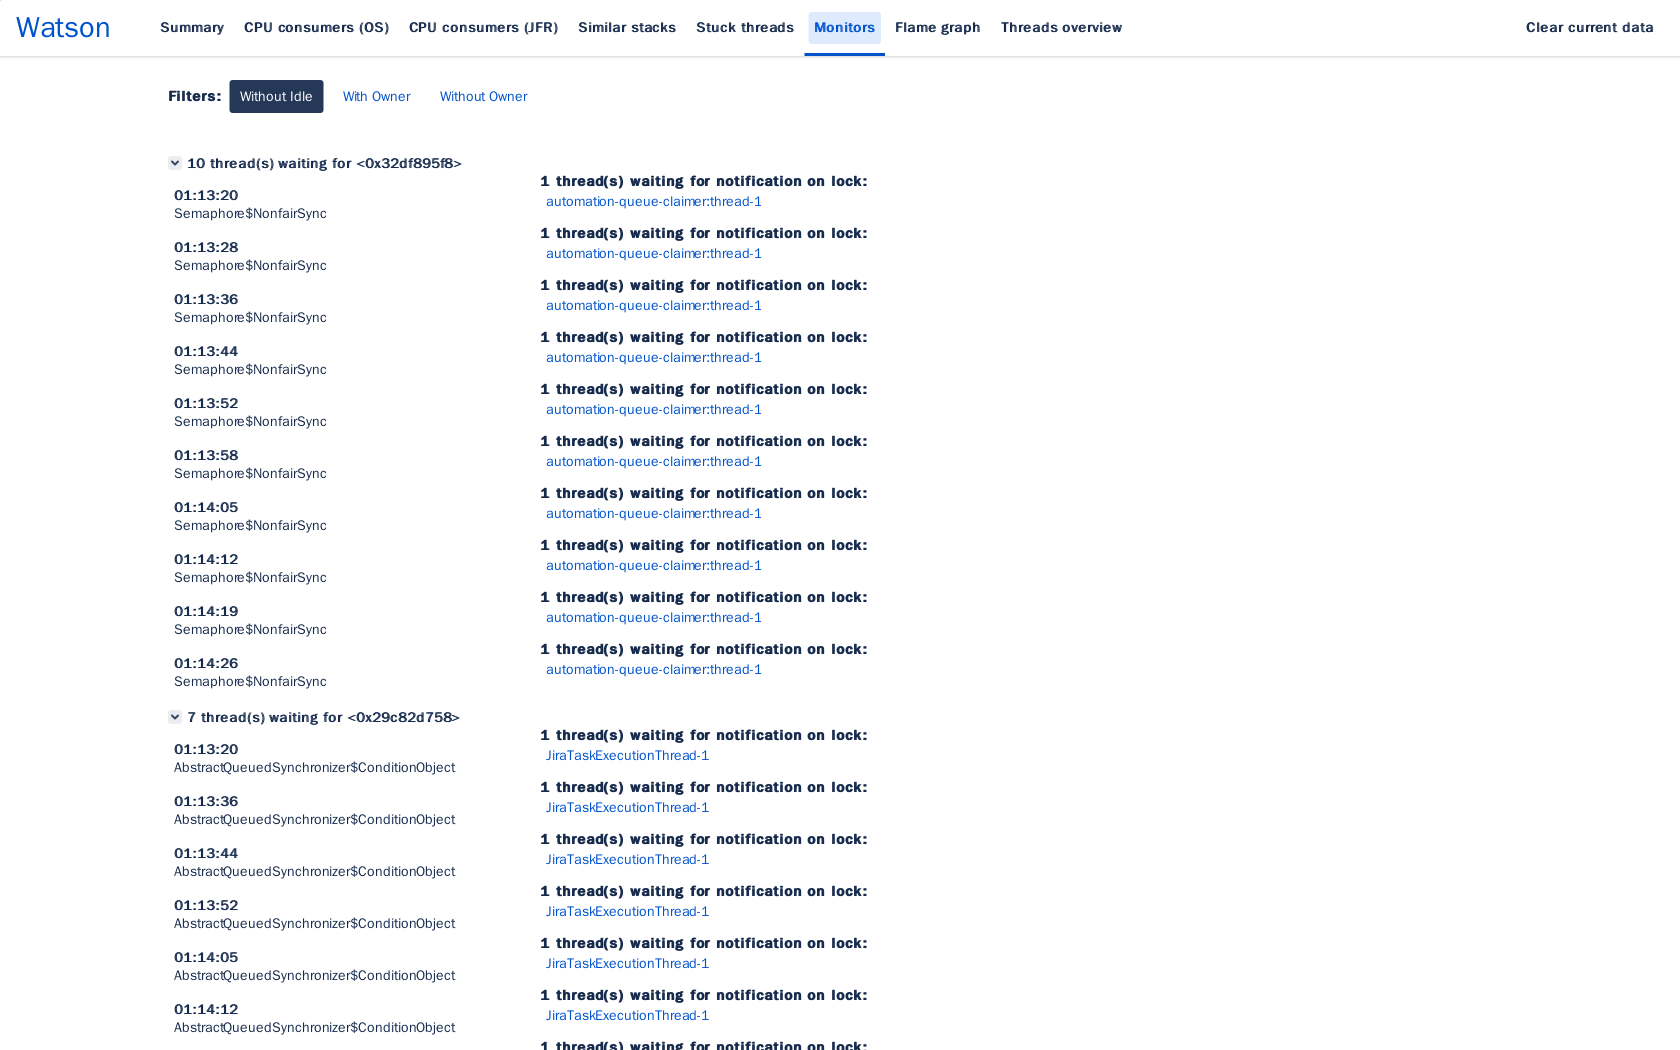 Watson
Summary
CPU consumers (OS)
CPU consumers (JFR)
Similar stacks
Stuck threads
Monitors
Flame graph
Threads overview
Clear current data
Filters:
Without Idle
With Owner
Without Owner
10 thread(s) waiting for <0x32df895f8>
01:13:20
Semaphore$NonfairSync
1 thread(s) waiting for notification on lock:
automation-queue-claimer:thread-1
01:13:28
Semaphore$NonfairSync
1 thread(s) waiting for notification on lock:
automation-queue-claimer:thread-1
01:13:36
Semaphore$NonfairSync
1 thread(s) waiting for notification on lock:
automation-queue-claimer:thread-1
01:13:44
Semaphore$NonfairSync
1 thread(s) waiting for notification on lock:
automation-queue-claimer:thread-1
01:13:52
Semaphore$NonfairSync
1 thread(s) waiting for notification on lock:
automation-queue-claimer:thread-1
01:13:58
Semaphore$NonfairSync
1 thread(s) waiting for notification on lock:
automation-queue-claimer:thread-1
01:14:05
Semaphore$NonfairSync
1 thread(s) waiting for notification on lock:
automation-queue-claimer:thread-1
01:14:12
Semaphore$NonfairSync
1 thread(s) waiting for notification on lock:
automation-queue-claimer:thread-1
01:14:19
Semaphore$NonfairSync
1 thread(s) waiting for notification on lock:
automation-queue-claimer:thread-1
01:14:26
Semaphore$NonfairSync
1 thread(s) waiting for notification on lock:
automation-queue-claimer:thread-1
7 thread(s) waiting for <0x29c82d758>
01:13:20
AbstractQueuedSynchronizer$ConditionObject
1 thread(s) waiting for notification on lock:
JiraTaskExecutionThread-1
01:13:36
AbstractQueuedSynchronizer$ConditionObject
1 thread(s) waiting for notification on lock:
JiraTaskExecutionThread-1
01:13:44
AbstractQueuedSynchronizer$ConditionObject
1 thread(s) waiting for notification on lock:
JiraTaskExecutionThread-1
01:13:52
AbstractQueuedSynchronizer$ConditionObject
1 thread(s) waiting for notification on lock:
JiraTaskExecutionThread-1
01:14:05
AbstractQueuedSynchronizer$ConditionObject
1 thread(s) waiting for notification on lock:
JiraTaskExecutionThread-1
01:14:12
AbstractQueuedSynchronizer$ConditionObject
1 thread(s) waiting for notification on lock:
JiraTaskExecutionThread-1
1 thread(s) waiting for notification on lock: